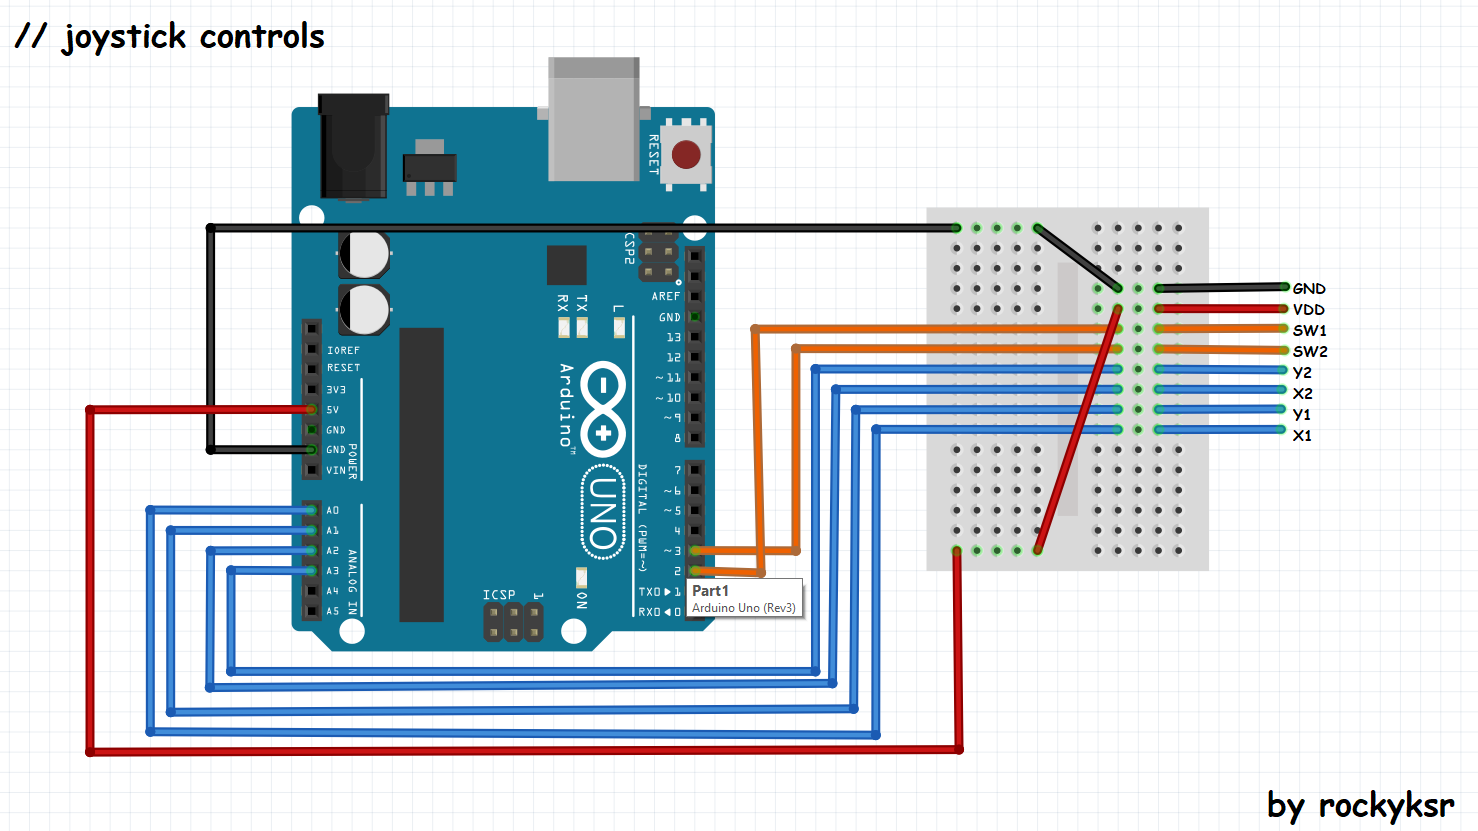 // joystick controls
RESET
ICSP2
AREF
GND
RX
TX
L
13
12
~11
~10
~9
8
IOREF
RESET
3V3
5V
GND
GND
VIN
POWER
Arduino™
UNO
DIGITAL (PWM=~)
7
~6
~5
4
~3
2
TX0▶1
RX0◀0
A0
A1
A2
A3
A4
A5
ANALOG IN
ICSP
1
ON
Part1
Arduino Uno (Rev3)
GND
VDD
SW1
SW2
Y2
X2
Y1
X1
by rockyksr